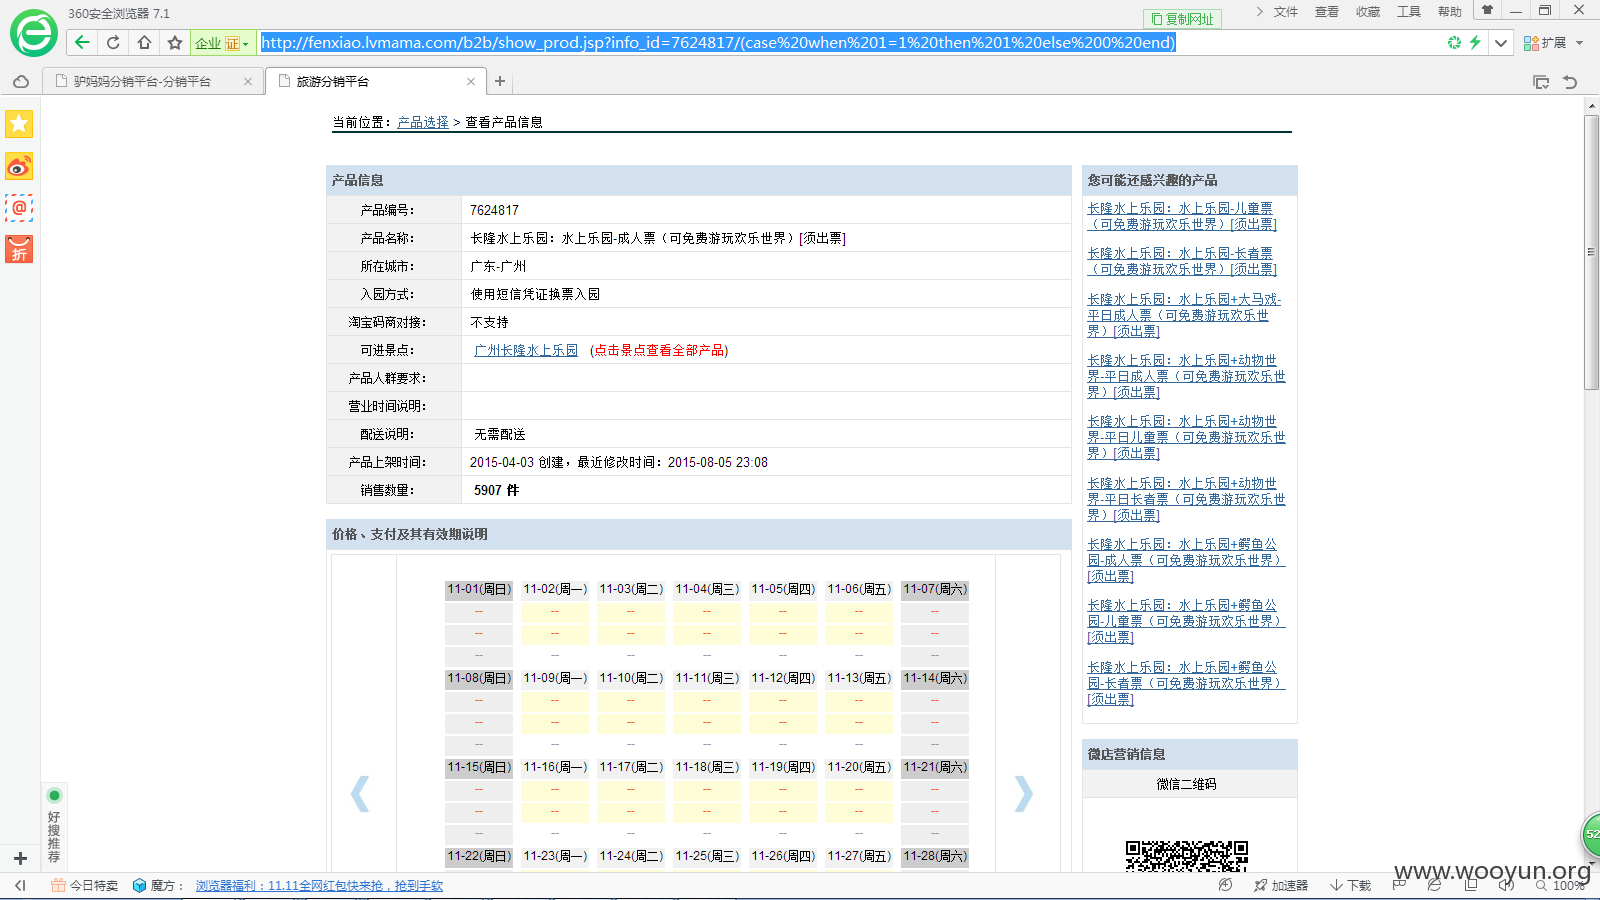 360安全浏览器 7.1
复制网址
文件 查看 收藏 工具 帮助
企业 证
http://fenxiao.lvmama.com/b2b/show_prod.jsp?info_id=7624817/(case%20when%201=1%20then%201%20else%200%20end)
扩展
驴妈妈分销平台-分销平台
旅游分销平台
当前位置：产品选择 > 查看产品信息
产品信息
产品编号： 7624817
产品名称： 长隆水上乐园：水上乐园-成人票（可免费游玩欢乐世界）[须出票]
所在城市： 广东-广州
入园方式： 使用短信凭证换票入园
淘宝码商对接： 不支持
可进景点： 广州长隆水上乐园 (点击景点查看全部产品)
产品人群要求：
营业时间说明：
配送说明： 无需配送
产品上架时间： 2015-04-03 创建，最近修改时间：2015-08-05 23:08
销售数量： 5907 件
价格、支付及其有效期说明
11-01(周日) 11-02(周一) 11-03(周二) 11-04(周三) 11-05(周四) 11-06(周五) 11-07(周六)
-- -- -- -- -- -- --
-- -- -- -- -- -- --
-- -- -- -- -- -- --
11-08(周日) 11-09(周一) 11-10(周二) 11-11(周三) 11-12(周四) 11-13(周五) 11-14(周六)
-- -- -- -- -- -- --
-- -- -- -- -- -- --
-- -- -- -- -- -- --
11-15(周日) 11-16(周一) 11-17(周二) 11-18(周三) 11-19(周四) 11-20(周五) 11-21(周六)
-- -- -- -- -- -- --
-- -- -- -- -- -- --
-- -- -- -- -- -- --
11-22(周日) 11-23(周一) 11-24(周二) 11-25(周三) 11-26(周四) 11-27(周五) 11-28(周六)
您可能还感兴趣的产品
长隆水上乐园：水上乐园-儿童票
（可免费游玩欢乐世界）[须出票]
长隆水上乐园：水上乐园-长者票
（可免费游玩欢乐世界）[须出票]
长隆水上乐园：水上乐园+大马戏-
平日成人票（可免费游玩欢乐世
界）[须出票]
长隆水上乐园：水上乐园+动物世
界-平日成人票（可免费游玩欢乐世
界）[须出票]
长隆水上乐园：水上乐园+动物世
界-平日儿童票（可免费游玩欢乐世
界）[须出票]
长隆水上乐园：水上乐园+动物世
界-平日长者票（可免费游玩欢乐世
界）[须出票]
长隆水上乐园：水上乐园+鳄鱼公
园-成人票（可免费游玩欢乐世界）
[须出票]
长隆水上乐园：水上乐园+鳄鱼公
园-儿童票（可免费游玩欢乐世界）
[须出票]
长隆水上乐园：水上乐园+鳄鱼公
园-长者票（可免费游玩欢乐世界）
[须出票]
微店营销信息
微信二维码
@
折
好搜推荐
52
www.wooyun.org
今日特卖 魔方： 浏览器福利：11.11全网红包快来抢，抢到手软
加速器 下载 100%